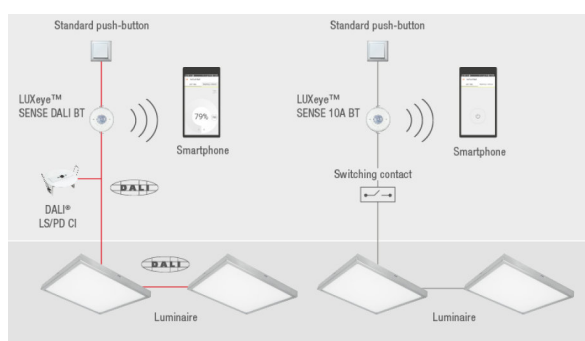 Standard push-button
LUXeye™
SENSE DALI BT
79%
Smartphone
DALI
DALI®
LS/PD CI
DALI
Luminaire
Standard push-button
LUXeye™
SENSE 10A BT
Smartphone
Switching contact
Luminaire